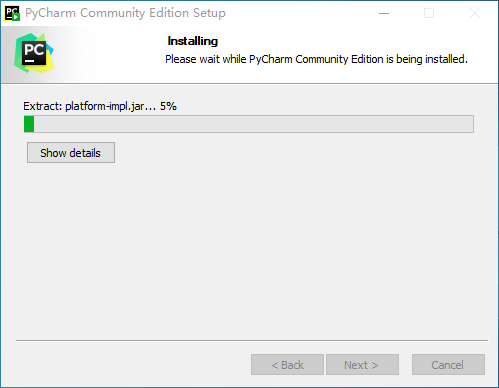 PC
PyCharm Community Edition Setup
PC
Installing
Please wait while PyCharm Community Edition is being installed.
Extract: platform-impl.jar... 5%
Show details
< Back
Next >
Cancel